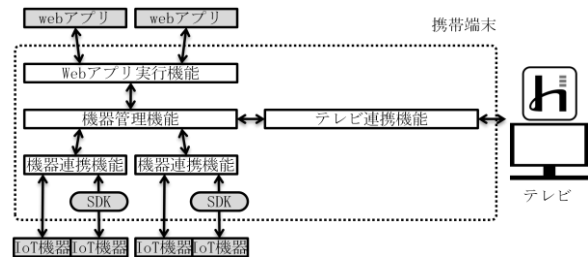 webアプリ
webアプリ
携帯端末
Webアプリ実行機能
機器管理機能
テレビ連携機能
h
機器連携機能
機器連携機能
テレビ
SDK
SDK
IoT機器
IoT機器
IoT機器
IoT機器